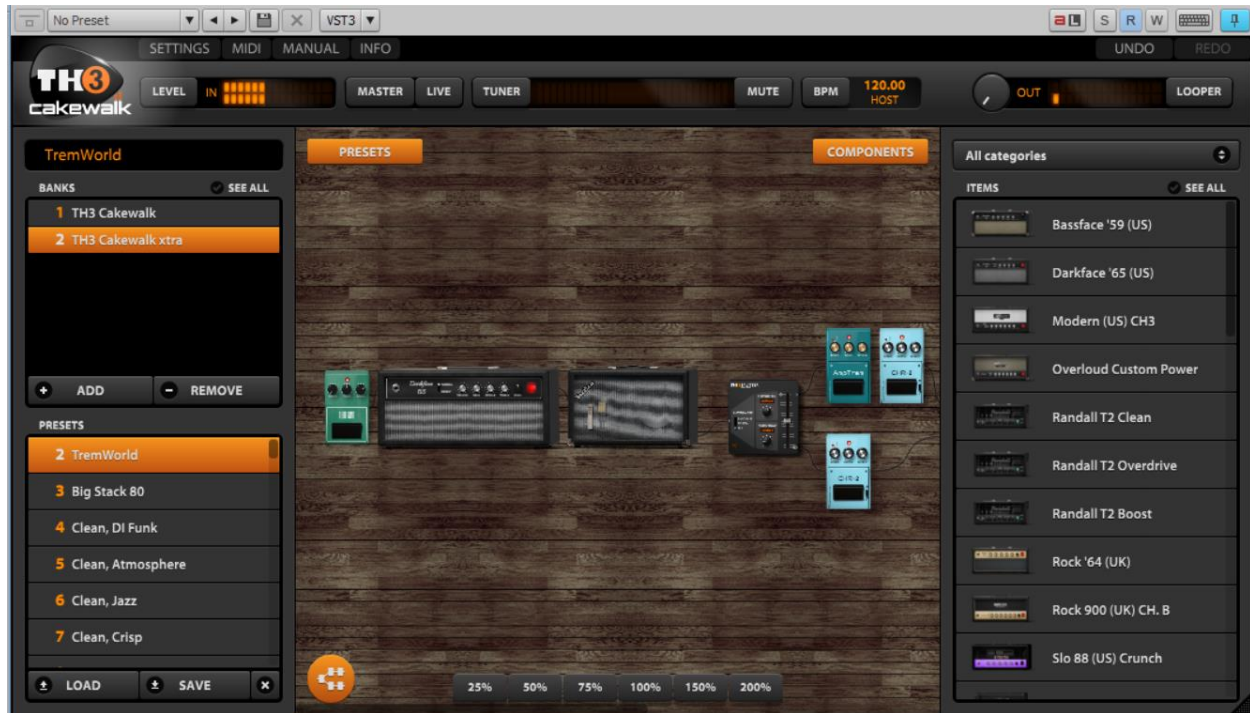 No Preset
VST3
S R W
SETTINGS MIDI MANUAL INFO
UNDO REDO
TH3
cakewalk
LEVEL IN
MASTER LIVE TUNER
MUTE BPM 120.00
HOST
OUT
LOOPER
TremWorld
PRESETS
COMPONENTS
All categories
BANKS SEE ALL
ITEMS SEE ALL
1 TH3 Cakewalk
2 TH3 Cakewalk xtra
ADD REMOVE
PRESETS
2 TremWorld
3 Big Stack 80
4 Clean, DI Funk
5 Clean, Atmosphere
6 Clean, Jazz
7 Clean, Crisp
LOAD SAVE
Darkface
65
AmpTrem
25% 50% 75% 100% 150% 200%
Bassface '59 (US)
Darkface '65 (US)
Modern (US) CH3
Overloud Custom Power
Randall T2 Clean
Randall T2 Overdrive
Randall T2 Boost
Rock '64 (UK)
Rock 900 (UK) CH. B
Slo 88 (US) Crunch